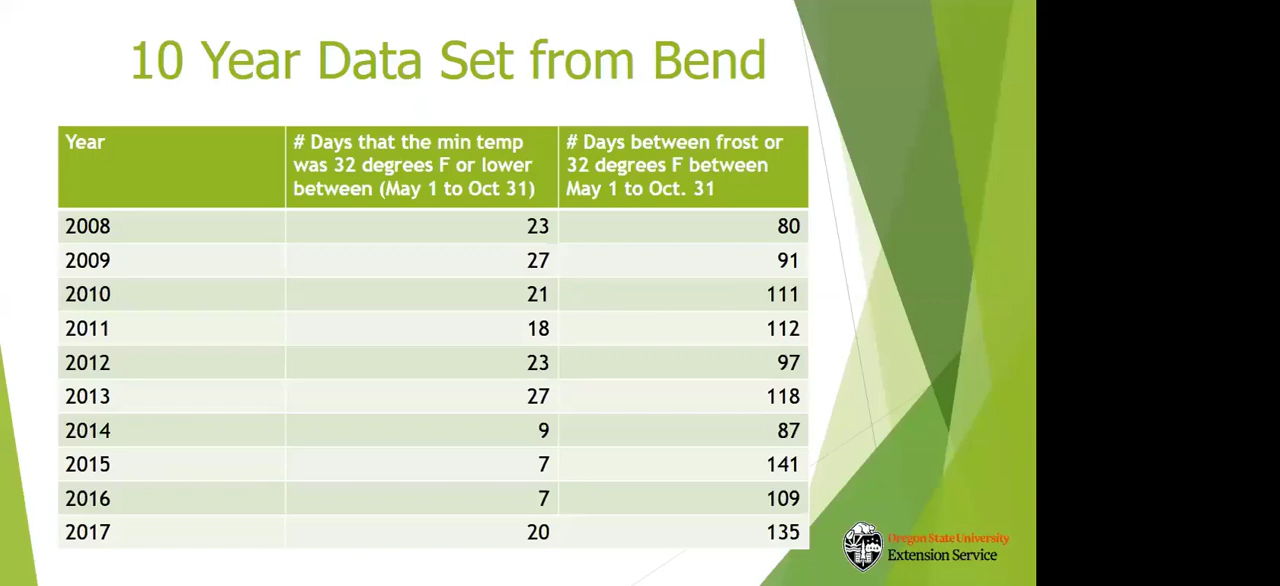 10 Year Data Set from Bend
Year
# Days that the min temp
was 32 degrees F or lower
between (May 1 to Oct 31)
# Days between frost or
32 degrees F between
May 1 to Oct. 31
2008 23 80
2009 27 91
2010 21 111
2011 18 112
2012 23 97
2013 27 118
2014 9 87
2015 7 141
2016 7 109
2017 20 135
Oregon State University
Extension Service